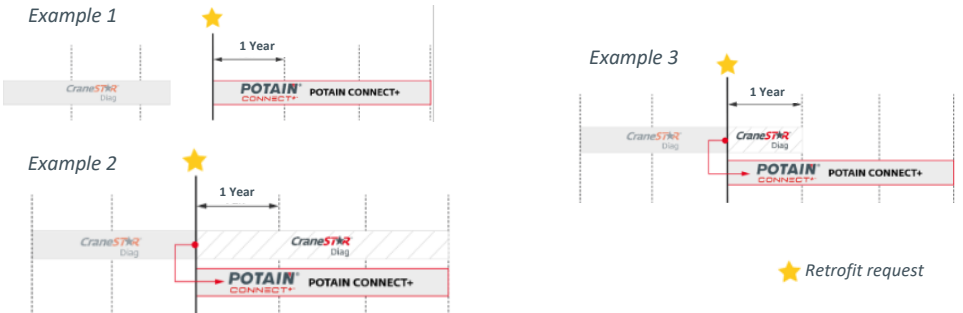 Example 1
1 Year
CraneSTAR
Diag
POTAIN®
CONNECT+
POTAIN CONNECT+
Example 2
1 Year
CraneSTAR
Diag
CraneSTAR
Diag
POTAIN®
CONNECT+
POTAIN CONNECT+
Example 3
1 Year
CraneSTAR
Diag
CraneSTAR
Diag
POTAIN®
CONNECT+
POTAIN CONNECT+
Retrofit request